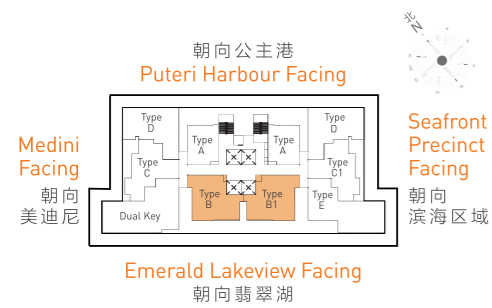 朝向公主港
Puteri Harbour Facing
北 N
Medini
Facing
朝向
美迪尼
Seafront
Precinct
Facing
朝向
滨海区域
Type
D
Type
D
Type
A
Type
A
Type
C
Type
C1
Type
B
Type
B1
Type
E
Dual Key
Emerald Lakeview Facing
朝向翡翠湖